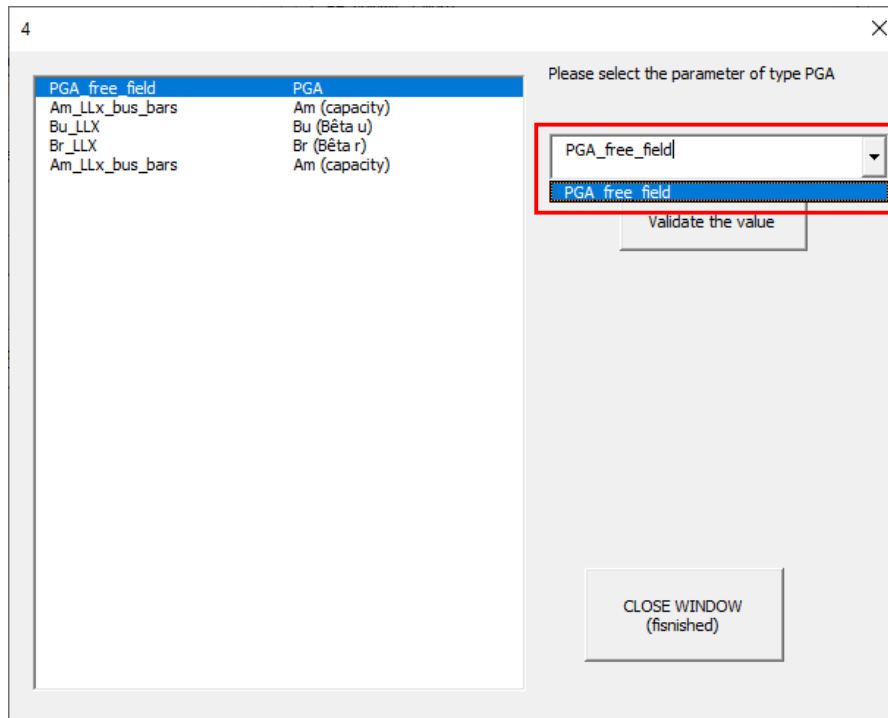 4
PGA_free_field PGA
Am_LLx_bus_bars Am (capacity)
Bu_LLX Bu (Bêta u)
Br_LLX Br (Bêta r)
Am_LLx_bus_bars Am (capacity)
Please select the parameter of type PGA
PGA_free_field
PGA_free_field
Validate the value
CLOSE WINDOW
(fisnished)